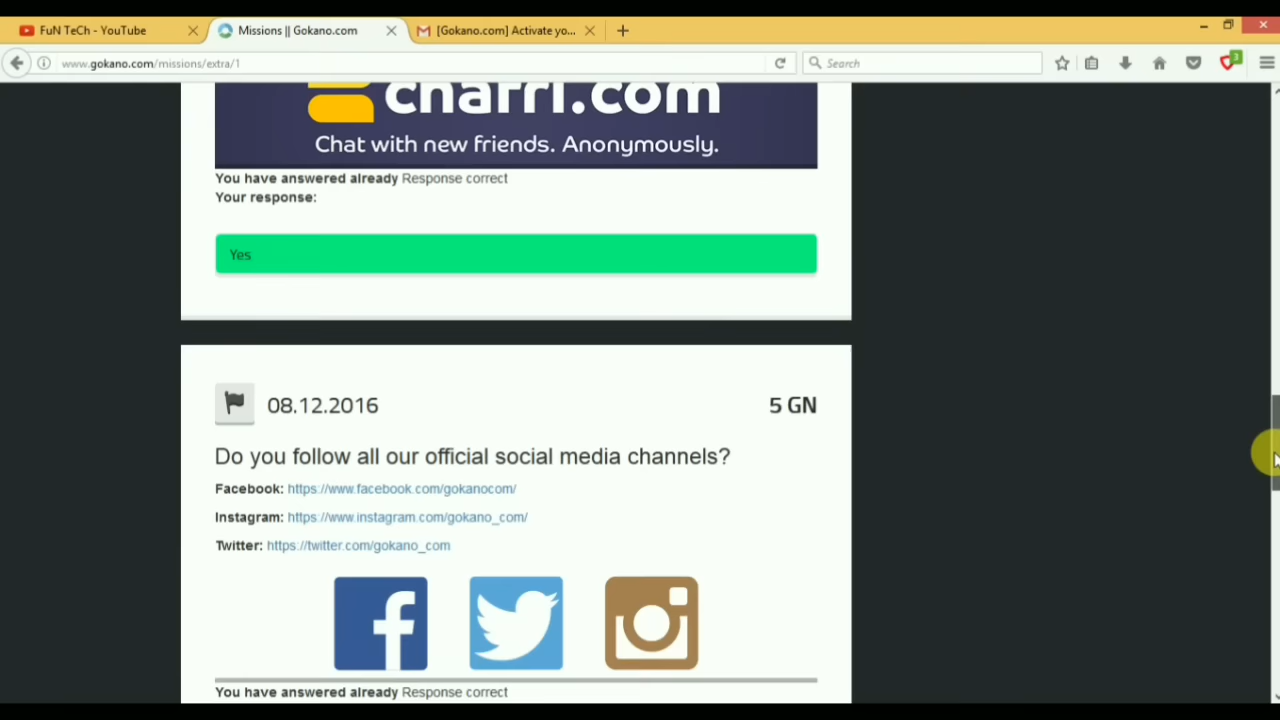 FuN TeCh - YouTube
Missions || Gokano.com
[Gokano.com] Activate yo...
www.gokano.com/missions/extra/1
Search
3
.com
Chat with new friends. Anonymously.
You have answered already Response correct
Your response:
Yes
08.12.2016
5 GN
Do you follow all our official social media channels?
Facebook: https://www.facebook.com/gokanocom/
Instagram: https://www.instagram.com/gokano_com/
Twitter: https://twitter.com/gokano_com
You have answered already Response correct